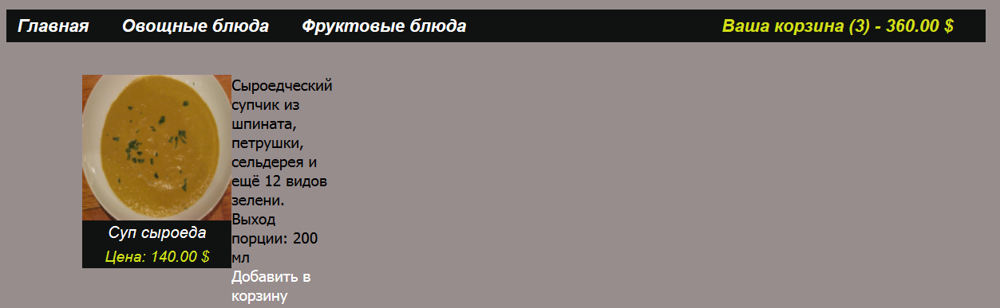 Главная Овощные блюда Фруктовые блюда Ваша корзина (3) - 360.00 $
Сыроедческий
супчик из
шпината,
петрушки,
сельдерея и
ещё 12 видов
зелени.
Выход
порции: 200
мл
Добавить в
корзину
Суп сыроеда
Цена: 140.00 $